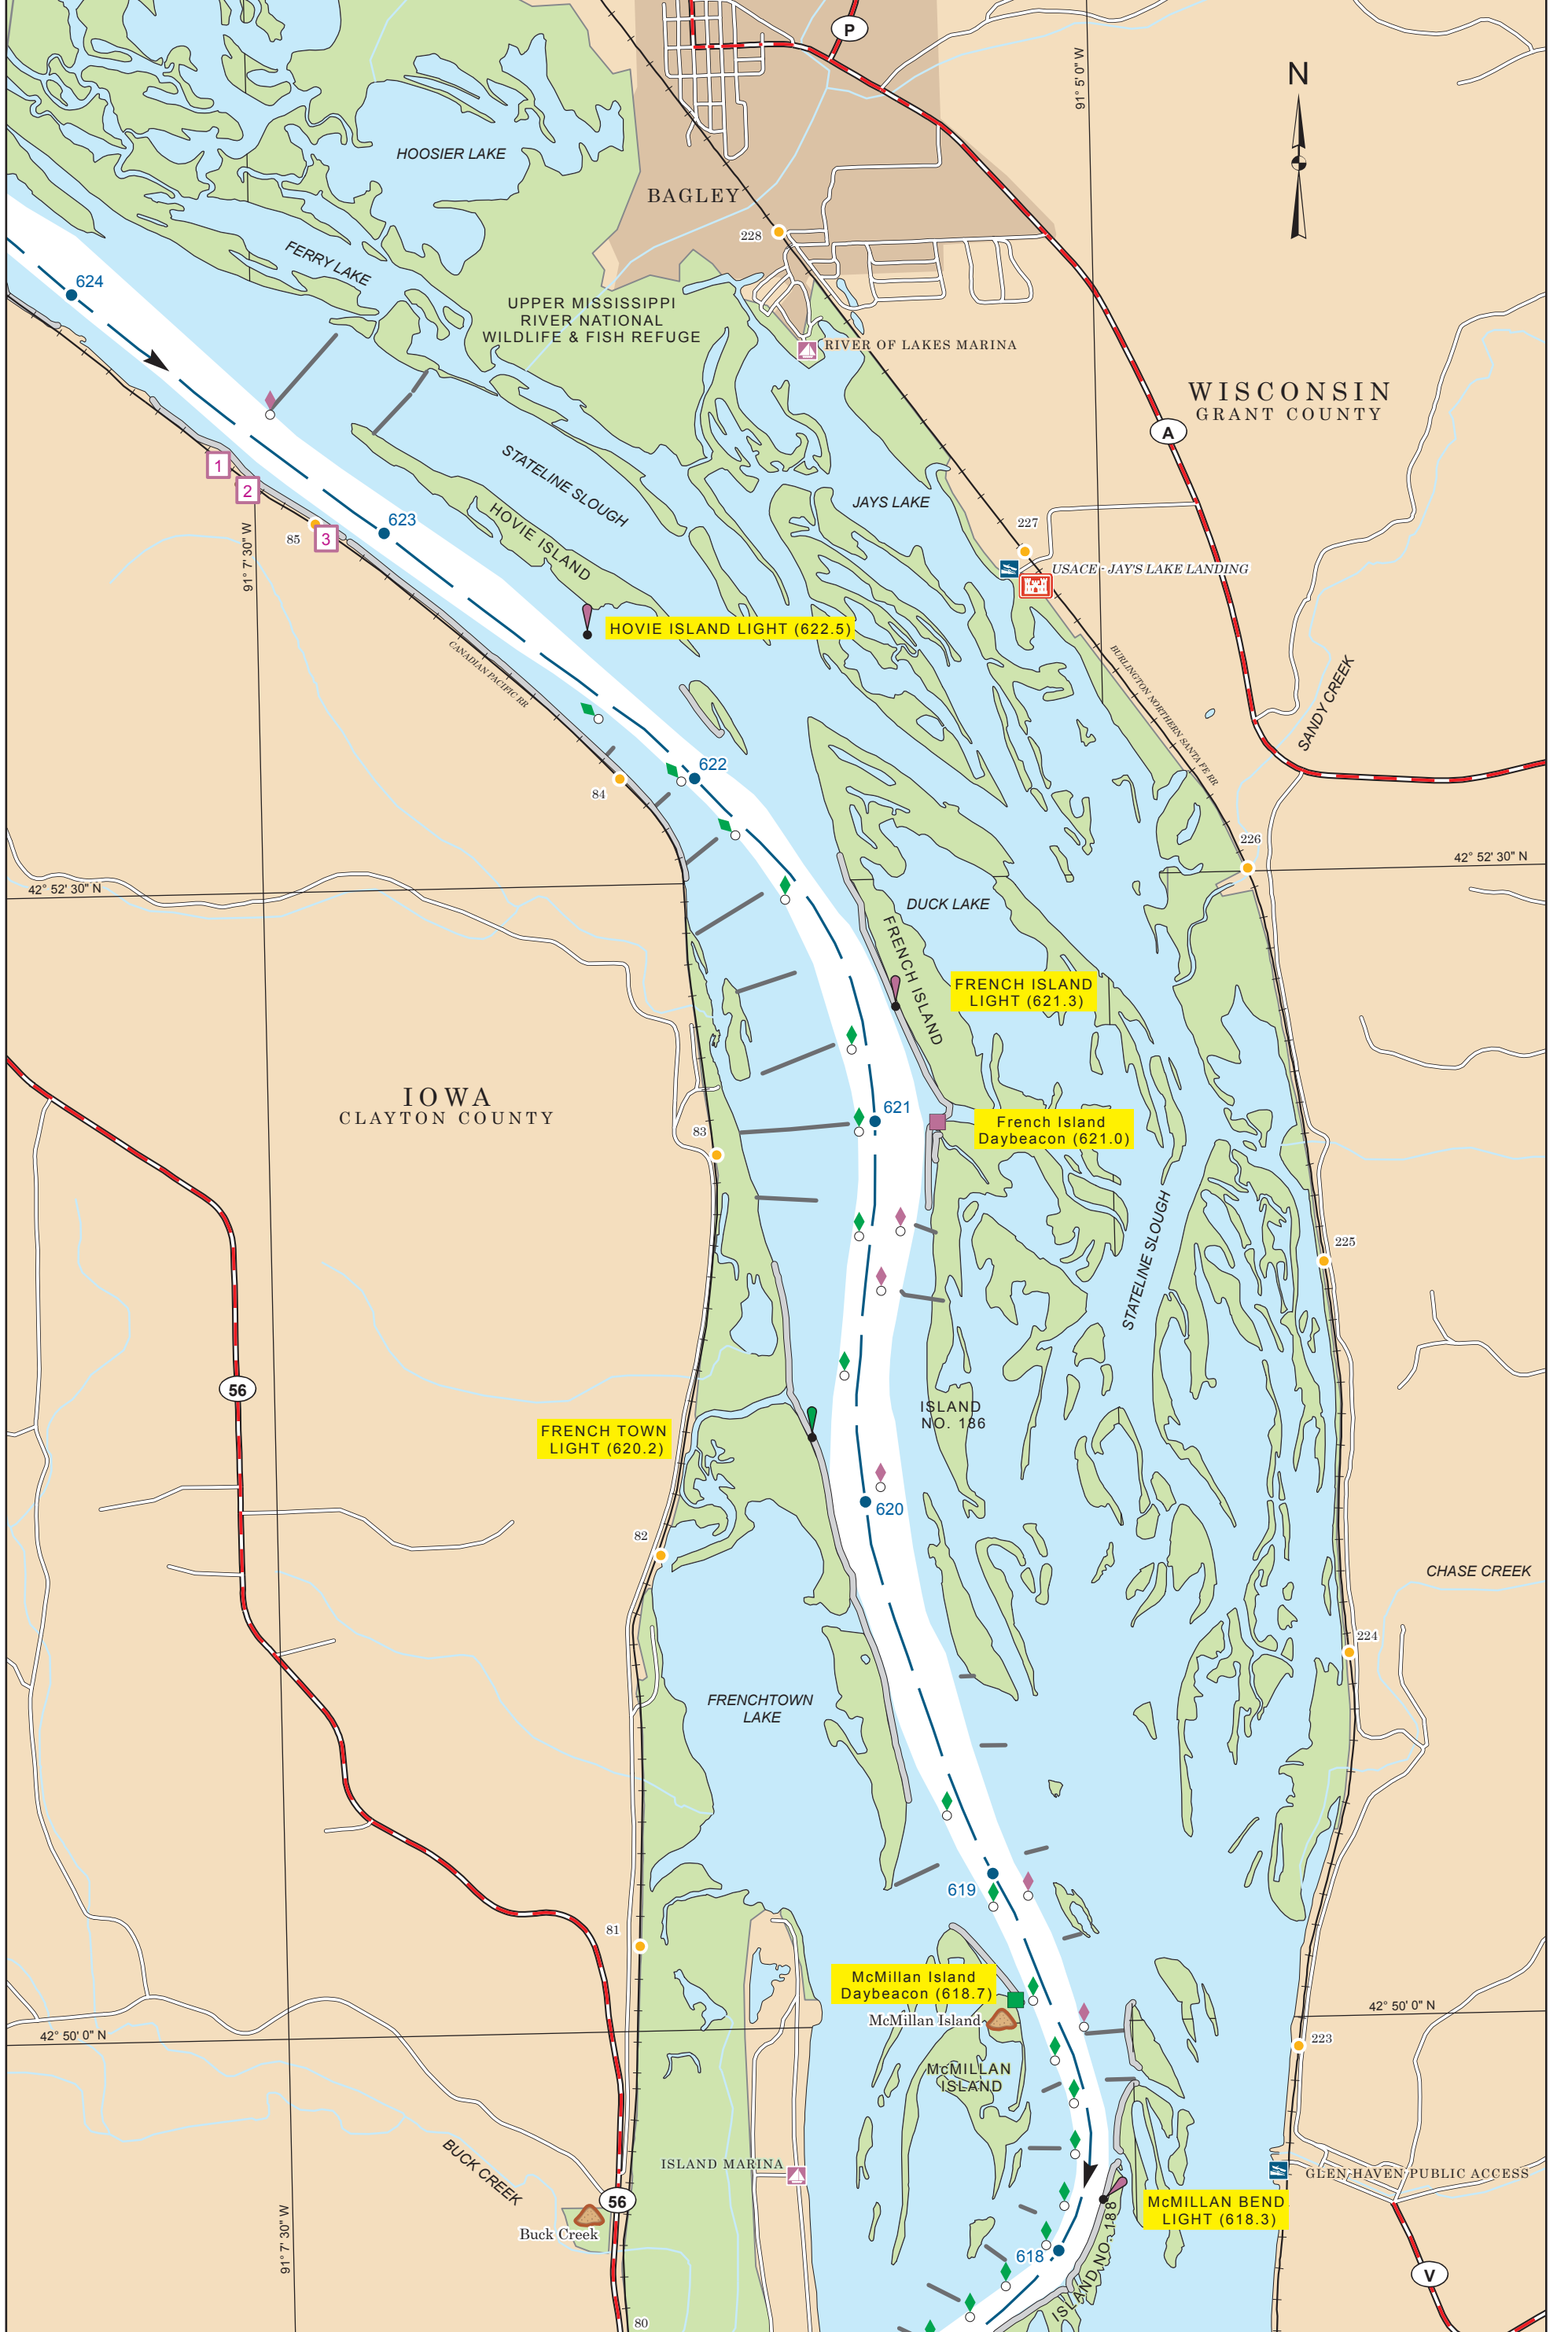 P
N
91° 5' 0" W
HOOSIER LAKE
BAGLEY
228
FERRY LAKE
624
UPPER MISSISSIPPI
RIVER NATIONAL
WILDLIFE & FISH REFUGE
RIVER OF LAKES MARINA
WISCONSIN
GRANT COUNTY
A
STATELINE SLOUGH
JAYS LAKE
1
2
3
85
623
HOVIE ISLAND
227
USACE - JAY'S LAKE LANDING
91° 7' 30" W
HOVIE ISLAND LIGHT (622.5)
CANADIAN PACIFIC RR
BURLINGTON NORTHERN SANTA FE RR
SANDY CREEK
622
84
226
42° 52' 30" N
42° 52' 30" N
DUCK LAKE
FRENCH ISLAND
FRENCH ISLAND
LIGHT (621.3)
IOWA
CLAYTON COUNTY
621
83
French Island
Daybeacon (621.0)
STATELINE SLOUGH
225
56
ISLAND
NO. 186
FRENCH TOWN
LIGHT (620.2)
620
82
CHASE CREEK
224
FRENCHTOWN
LAKE
619
81
McMillan Island
Daybeacon (618.7)
McMillan Island
42° 50' 0" N
42° 50' 0" N
223
McMILLAN
ISLAND
BUCK CREEK
ISLAND MARINA
GLEN HAVEN PUBLIC ACCESS
56
McMILLAN BEND
LIGHT (618.3)
Buck Creek
91° 7' 30" W
618
ISLAND NO. 188
V
80